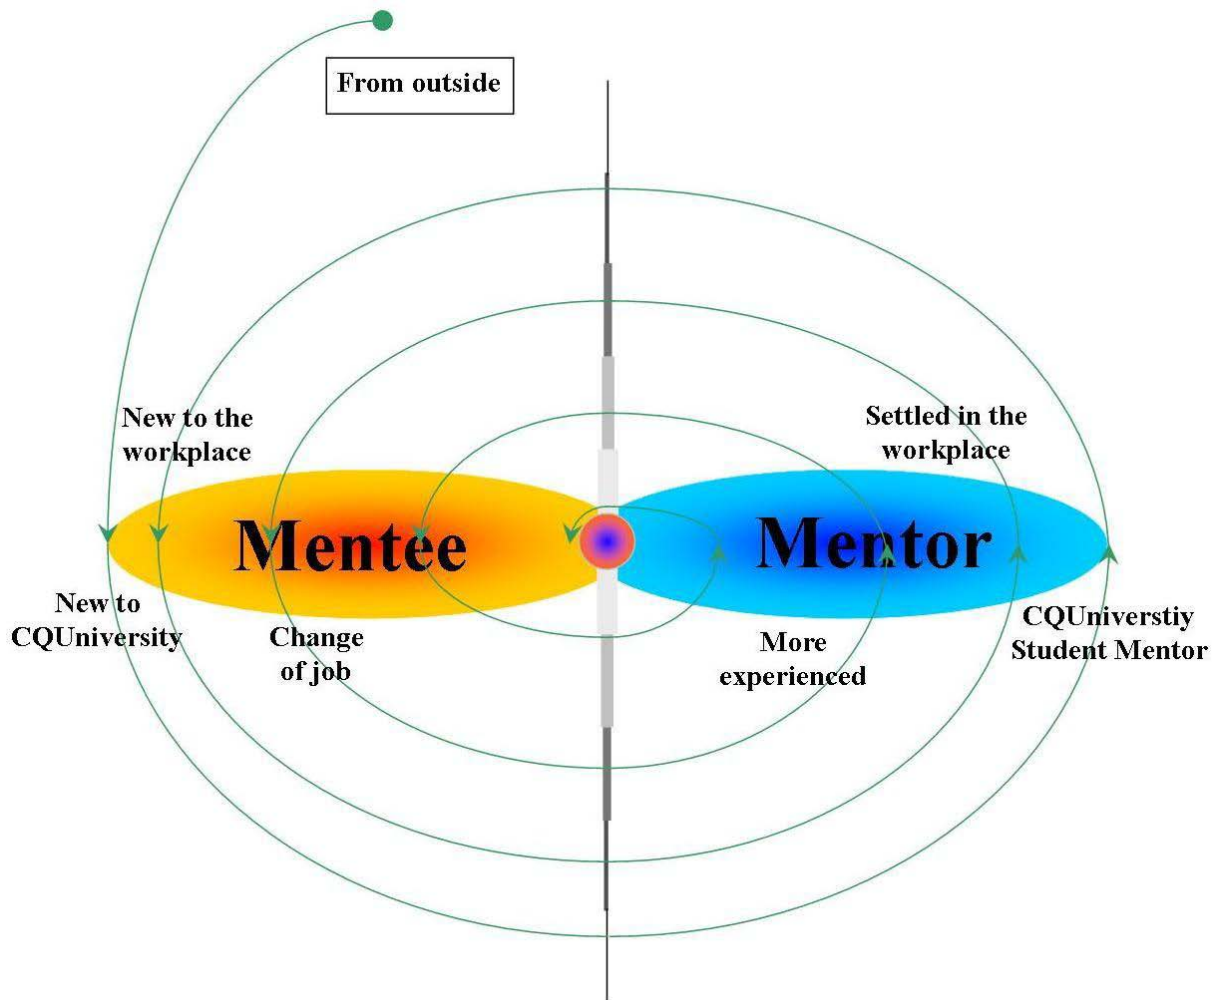 From outside
New to the
workplace
Settled in the
workplace
Mentee
Mentor
New to
CQUniversity
Change
of job
More
experienced
CQUniverstiy
Student Mentor